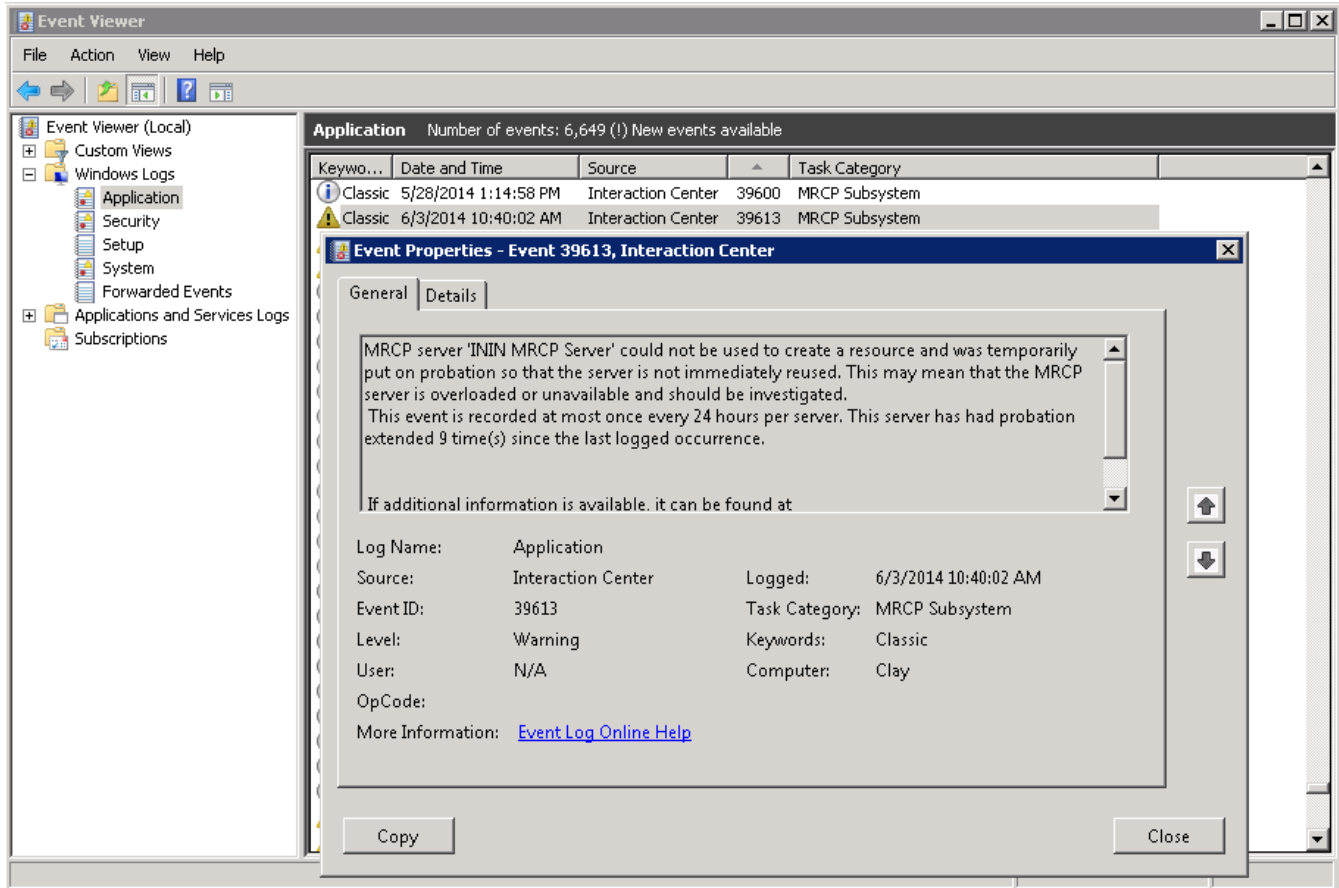 Event Viewer
File Action View Help
Event Viewer (Local)
Custom Views
Windows Logs
Application
Security
Setup
System
Forwarded Events
Applications and Services Logs
Subscriptions
Application Number of events: 6,649 (!) New events available
Keywo... Date and Time Source Task Category
Classic 5/28/2014 1:14:58 PM Interaction Center 39600 MRCP Subsystem
Classic 6/3/2014 10:40:02 AM Interaction Center 39613 MRCP Subsystem
Event Properties - Event 39613, Interaction Center
General Details
MRCP server 'ININ MRCP Server' could not be used to create a resource and was temporarily
put on probation so that the server is not immediately reused. This may mean that the MRCP
server is overloaded or unavailable and should be investigated.
This event is recorded at most once every 24 hours per server. This server has had probation
extended 9 time(s) since the last logged occurrence.
If additional information is available, it can be found at
Log Name: Application
Source: Interaction Center Logged: 6/3/2014 10:40:02 AM
Event ID: 39613 Task Category: MRCP Subsystem
Level: Warning Keywords: Classic
User: N/A Computer: Clay
OpCode:
More Information: Event Log Online Help
Copy Close